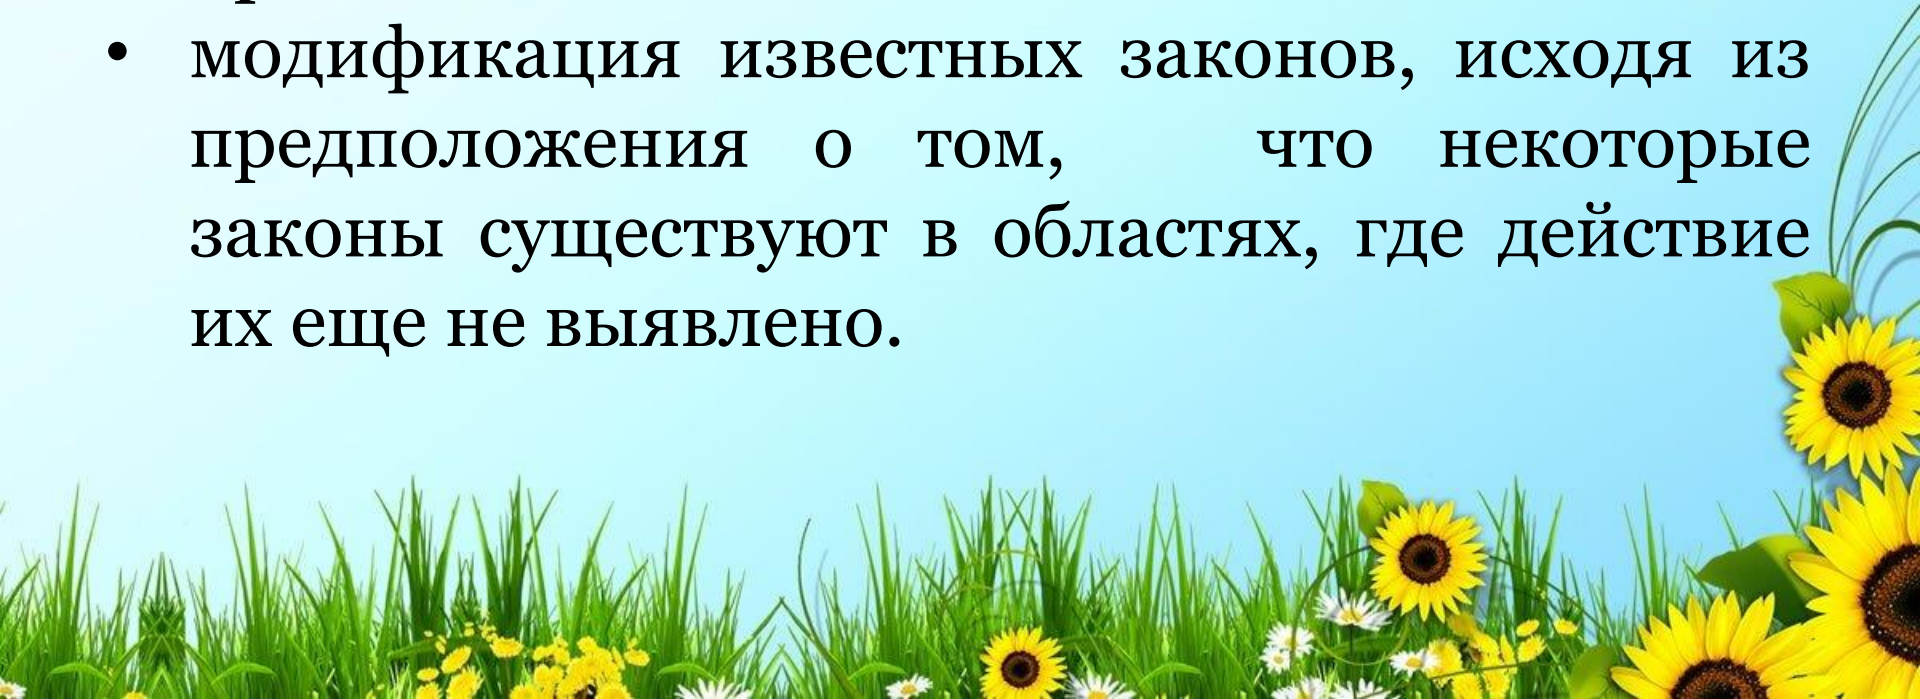 • модификация известных законов, исходя из
предположения о том, что некоторые
законы существуют в областях, где действие
их еще не выявлено.